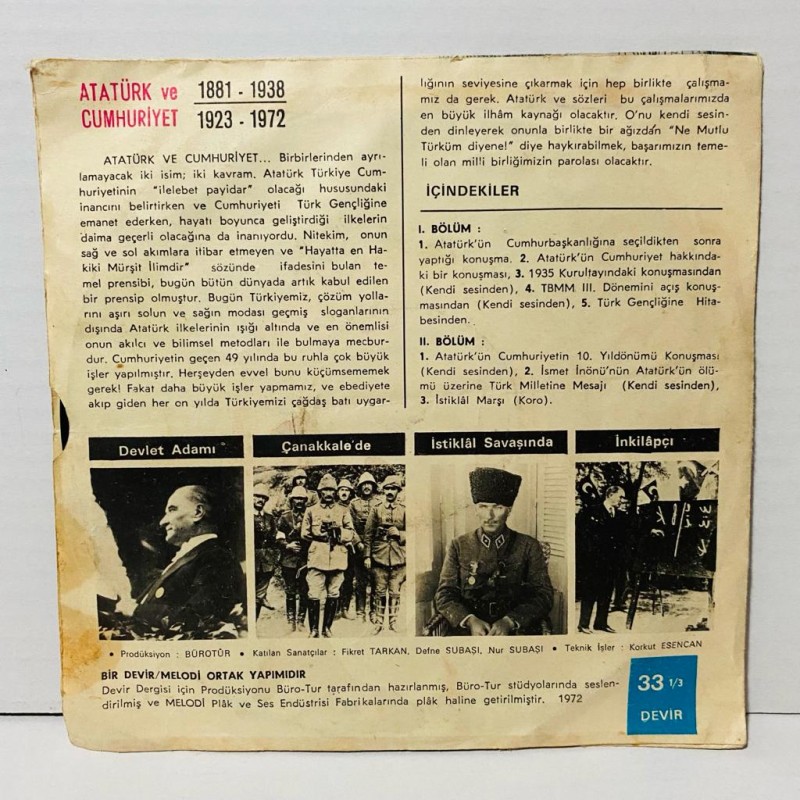 ATATÜRK ve 1881 - 1938
CUMHURİYET 1923 - 1972
ATATÜRK VE CUMHURİYET... Birbirlerinden ayrı-
lamayacak iki isim; iki kavram. Atatürk Türkiye Cum-
huriyetinin "ilelebet payidar" olacağı hususundaki
inancını belirtirken ve Cumhuriyeti Türk Gençliğine
emanet ederken, hayatı boyunca geliştirdiği ilkelerin
daima geçerli olacağına da inanıyordu. Nitekim, onun
sağ ve sol akımlara itibar etmeyen ve "Hayatta en Ha-
kiki Mürşit İlimdir" sözünde ifadesini bulan te-
mel prensibi, bugün bütün dünyada artık kabul edilen
bir prensip olmuştur. Bugün Türkiyemiz, çözüm yolla-
rını aşırı solun ve sağın modası geçmiş sloganlarının
dışında Atatürk ilkelerinin ışığı altında ve en önemlisi
onun akılcı ve bilimsel metodları ile bulmaya mecbur-
dur. Cumhuriyetin geçen 49 yılında bu ruhla çok büyük
işler yapılmıştır. Herşeyden evvel bunu küçümsememek
gerek! Fakat daha büyük işler yapmamız, ve ebediyete
akıp giden her on yılda Türkiyemizi çağdaş batı uygar-
lığının seviyesine çıkarmak için hep birlikte çalışma-
mız da gerek. Atatürk ve sözleri bu çalışmalarımızda
en büyük ilhâm kaynağı olacaktır. O'nu kendi sesin-
den dinleyerek onunla birlikte bir ağızdan "Ne Mutlu
Türküm diyene!" diye haykırabilmek, başarımızın teme-
li olan milli birliğimizin parolası olacaktır.
İÇİNDEKİLER
I. BÖLÜM :
1. Atatürk'ün Cumhurbaşkanlığına seçildikten sonra
yaptığı konuşma. 2. Atatürk'ün Cumhuriyet hakkında-
ki bir konuşması, 3. 1935 Kurultayındaki konuşmasından
(Kendi sesinden), 4. TBMM III. Dönemini açış konuş-
masından (Kendi sesinden), 5. Türk Gençliğine Hita-
besinden.
II. BÖLÜM :
1. Atatürk'ün Cumhuriyetin 10. Yıldönümü Konuşması
(Kendi sesinden), 2. İsmet İnönü'nün Atatürk'ün ölü-
mü üzerine Türk Milletine Mesajı (Kendi sesinden),
3. İstiklâl Marşı (Koro).
Devlet Adamı
Çanakkale'de
İstiklâl Savaşında
İnkilâpçı
• Prodüksiyon : BÜROTÜR • Katılan Sanatçılar : Fikret TARKAN, Defne SUBAŞI, Nur SUBAŞI • Teknik İşler : Korkut ESENCAN
BİR DEVİR/MELODİ ORTAK YAPIMIDIR
Devir Dergisi için Prodüksiyonu Büro-Tur tarafından hazırlanmış, Büro-Tur stüdyolarında seslen-
dirilmiş ve MELODİ Plâk ve Ses Endüstrisi Fabrikalarında plâk haline getirilmiştir. 1972
33 1/3
DEVİR